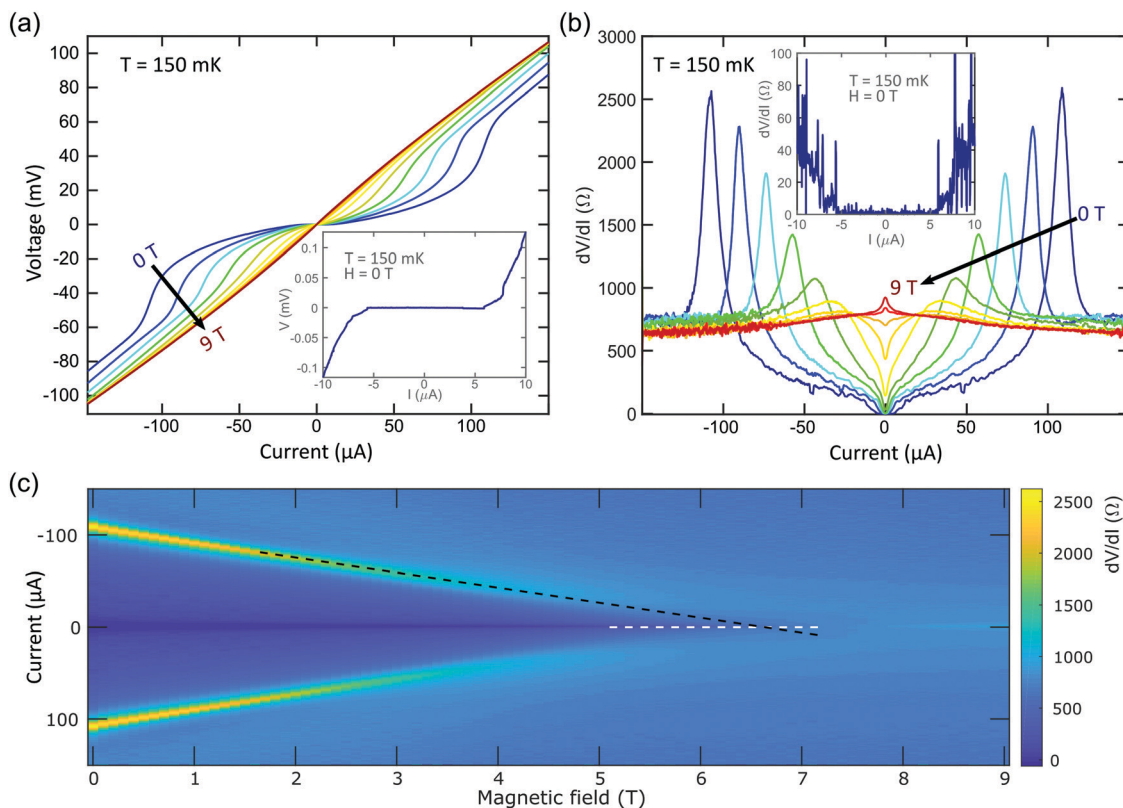 (a)
T = 150 mK
Voltage (mV)
100
80
60
40
20
0
-20
-40
-60
-80
-100
0 T
9 T
T = 150 mK
H = 0 T
V (mV)
0.1
0.05
0
-0.05
-0.1
-10
-5
0
5
10
I (μA)
-100
-50
0
50
100
Current (μA)
(b)
T = 150 mK
dV/dI (Ω)
3000
2500
2000
1500
1000
500
0
T = 150 mK
H = 0 T
dV/dI (Ω)
100
80
60
40
20
0
-10
-5
0
5
10
I (μA)
0 T
9 T
-100
-50
0
50
100
Current (μA)
(c)
Current (μA)
-100
0
100
0
1
2
3
4
5
6
7
8
9
Magnetic field (T)
2500
2000
1500
1000
500
0
dV/dI (Ω)